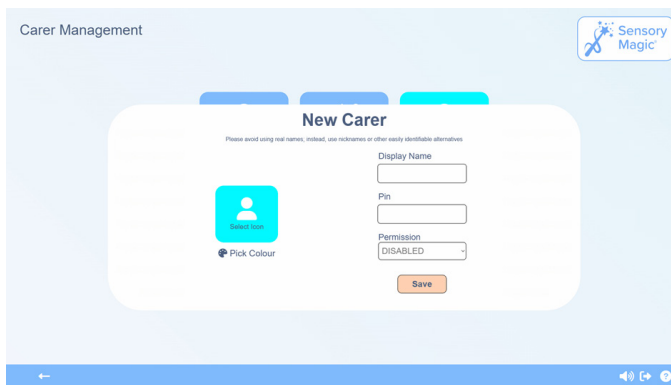 Carer Management
Sensory
Magic
New Carer
Please avoid using real names; instead, use nicknames or other easily identifiable alternatives
Display Name
Pin
Select Icon
Permission
DISABLED
Pick Colour
Save
?